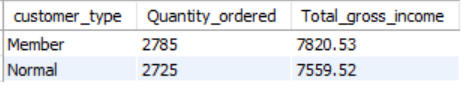 customer_type Quantity_ordered Total_gross_income
Member 2785 7820.53
Normal 2725 7559.52